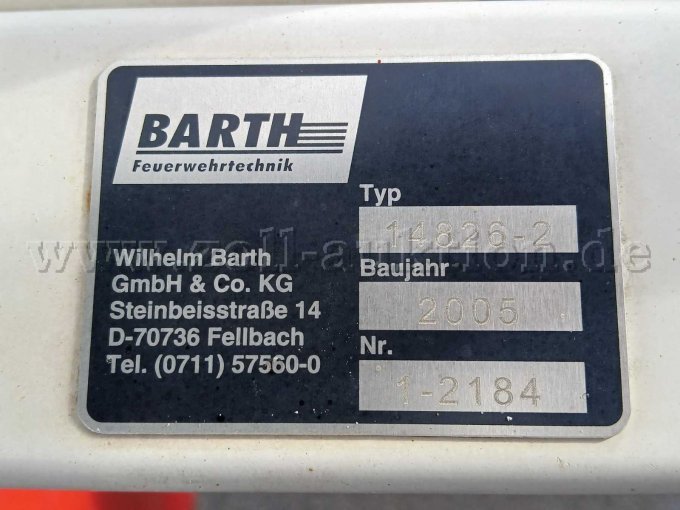 BARTH
Feuerwehrtechnik
Wilhelm Barth
GmbH & Co. KG
Steinbeisstraße 14
D-70736 Fellbach
Tel. (0711) 57560-0
Typ
14826-2
Baujahr
2005
Nr.
1-2184
www.zoll-auktion.de